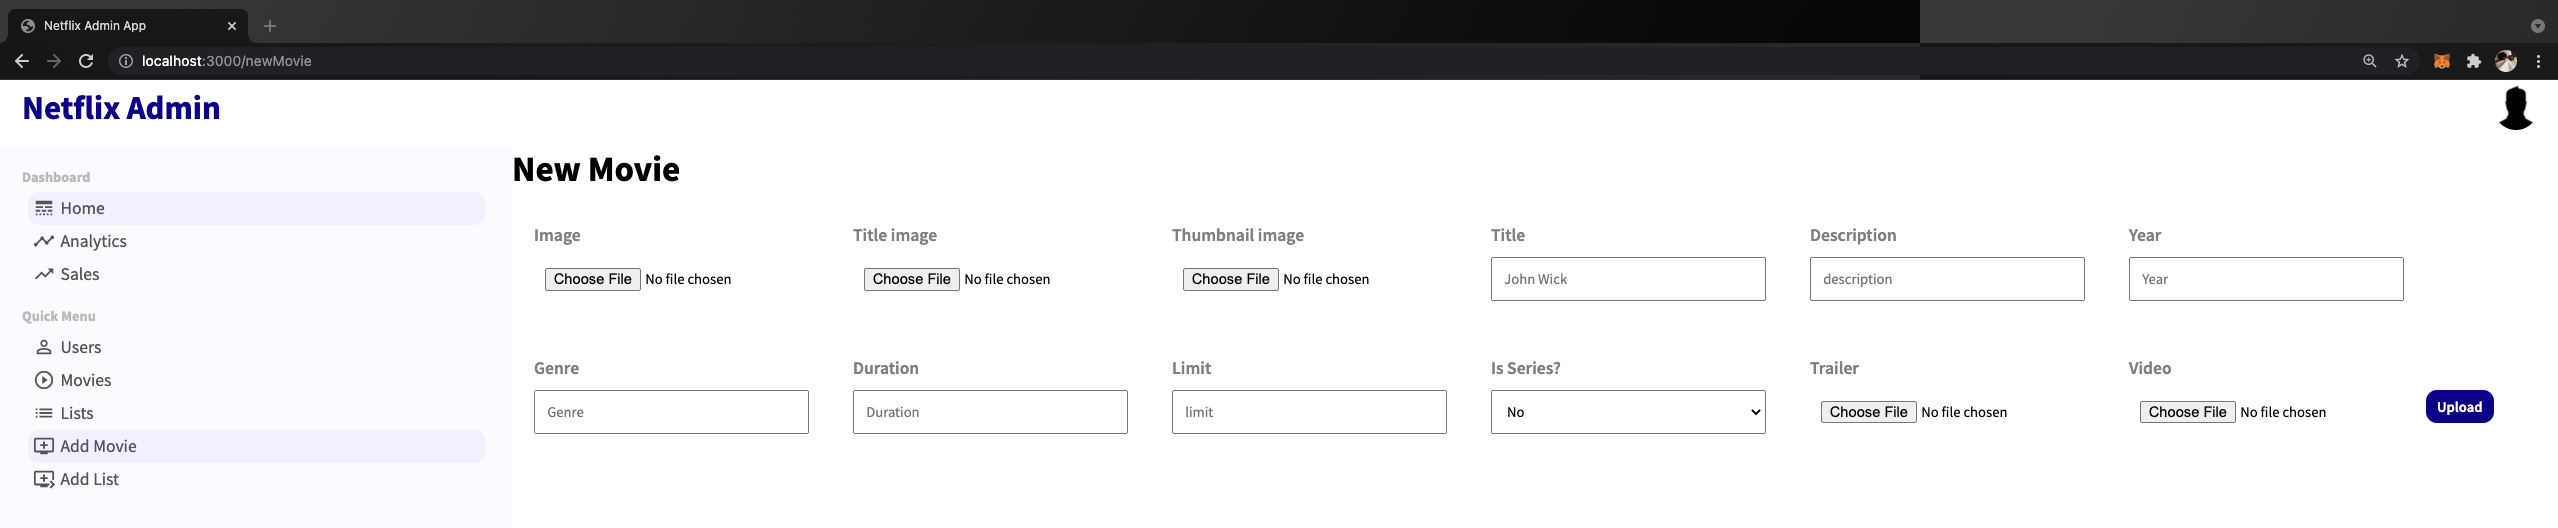 Netflix Admin App
localhost:3000/newMovie
Netflix Admin
Dashboard
Home
Analytics
Sales
Quick Menu
Users
Movies
Lists
Add Movie
Add List
New Movie
Image Title image Thumbnail image Title Description Year
Choose File No file chosen Choose File No file chosen Choose File No file chosen John Wick description Year
Genre Duration Limit Is Series? Trailer Video
Genre Duration limit No Choose File No file chosen Choose File No file chosen Upload